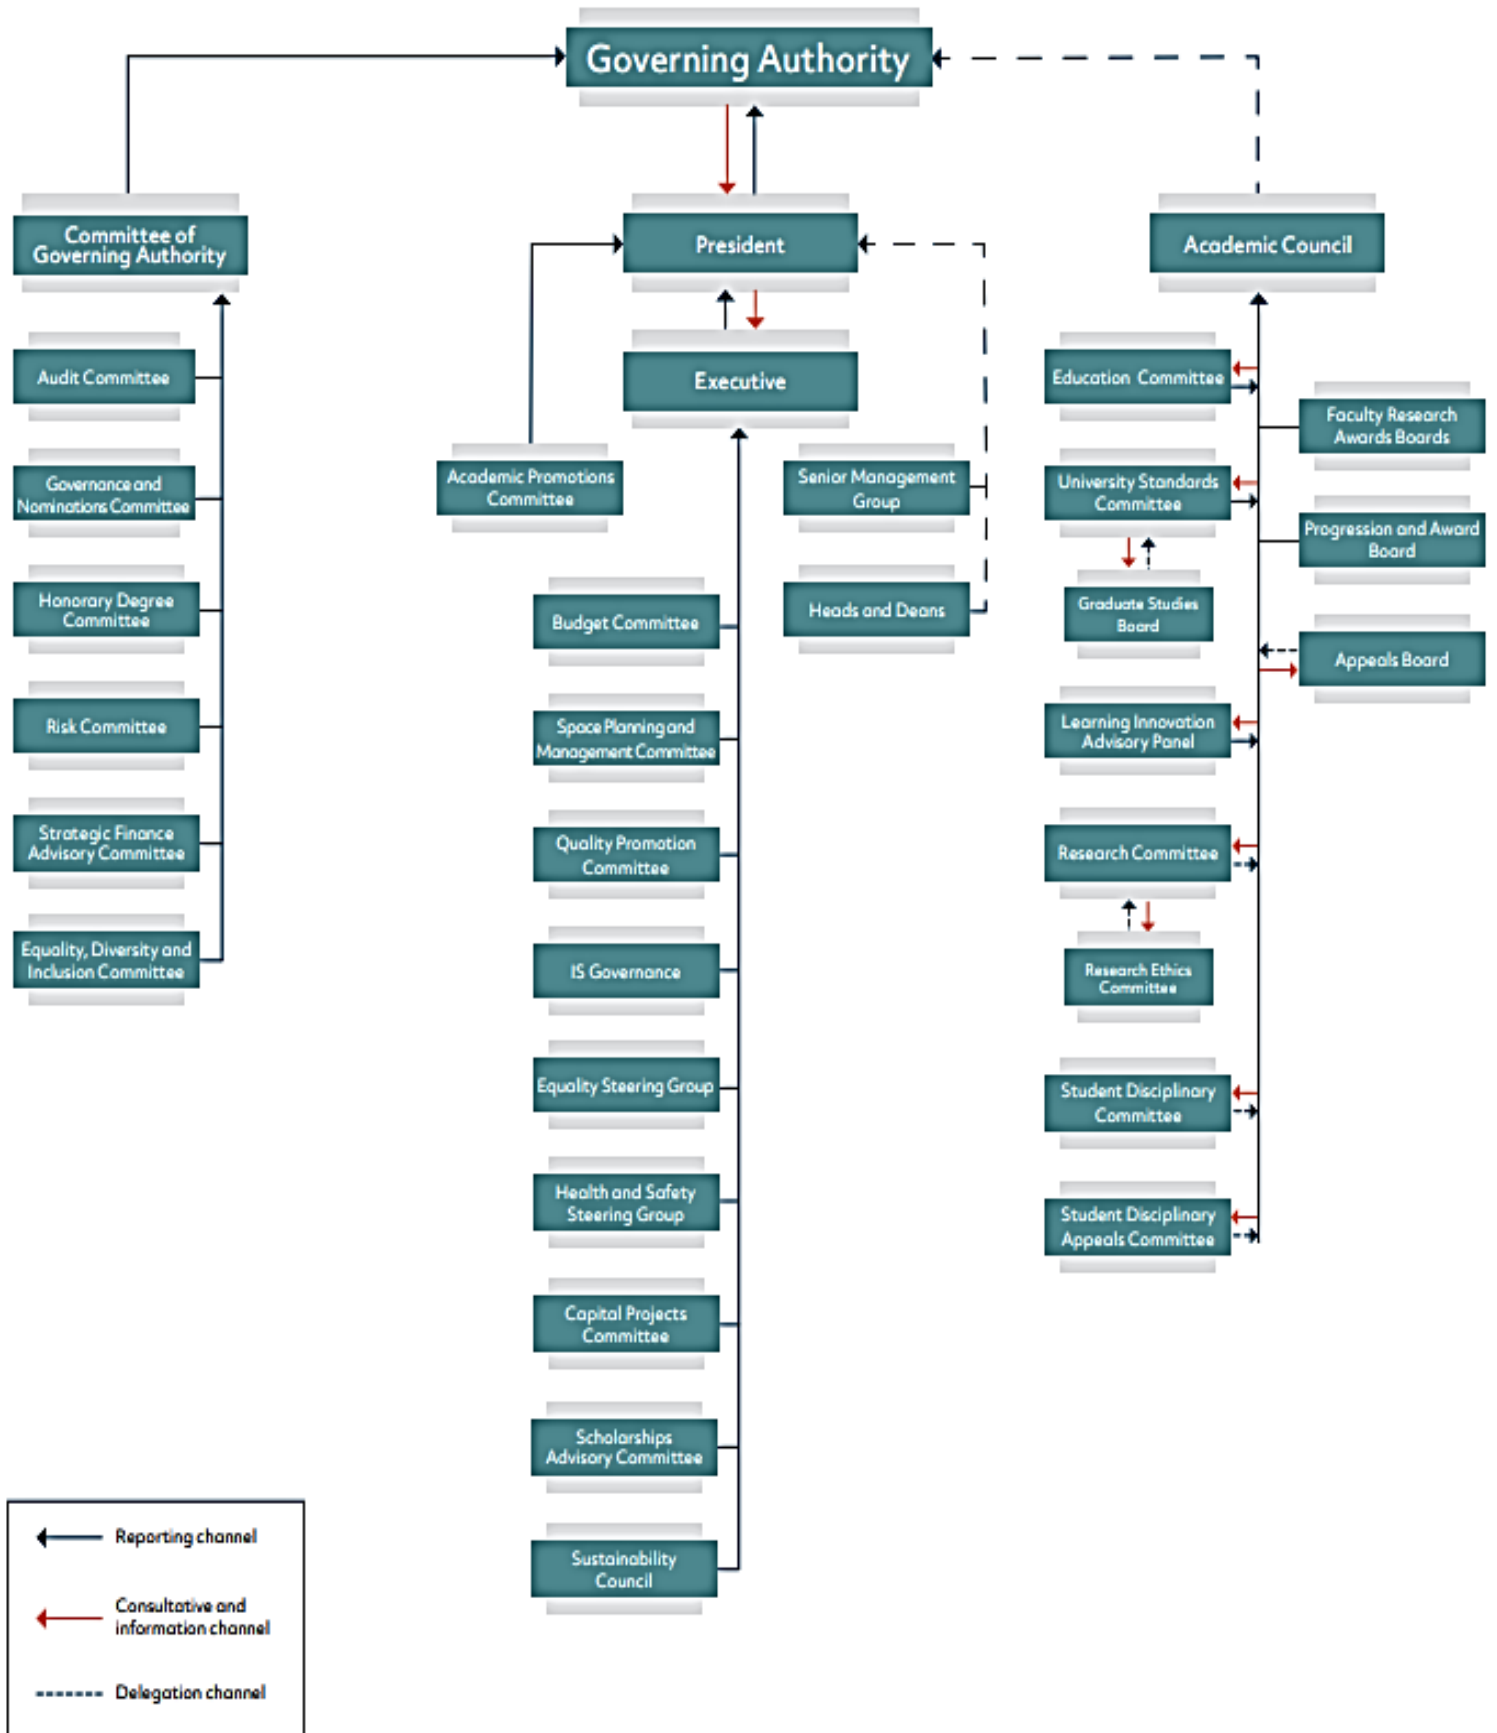 Governing Authority
Committee of
Governing Authority
President
Academic Council
Executive
Audit Committee
Governance and
Nominations Committee
Honorary Degree
Committee
Risk Committee
Strategic Finance
Advisory Committee
Equality, Diversity and
Inclusion Committee
Academic Promotions
Committee
Senior Management
Group
Heads and Deans
Budget Committee
Space Planning and
Management Committee
Quality Promotion
Committee
IS Governance
Equality Steering Group
Health and Safety
Steering Group
Capital Projects
Committee
Scholarships
Advisory Committee
Sustainability
Council
Education Committee
University Standards
Committee
Graduate Studies
Board
Learning Innovation
Advisory Panel
Research Committee
Research Ethics
Committee
Student Disciplinary
Committee
Student Disciplinary
Appeals Committee
Faculty Research
Awards Boards
Progression and Award
Board
Appeals Board
Reporting channel
Consultative and
information channel
Delegation channel